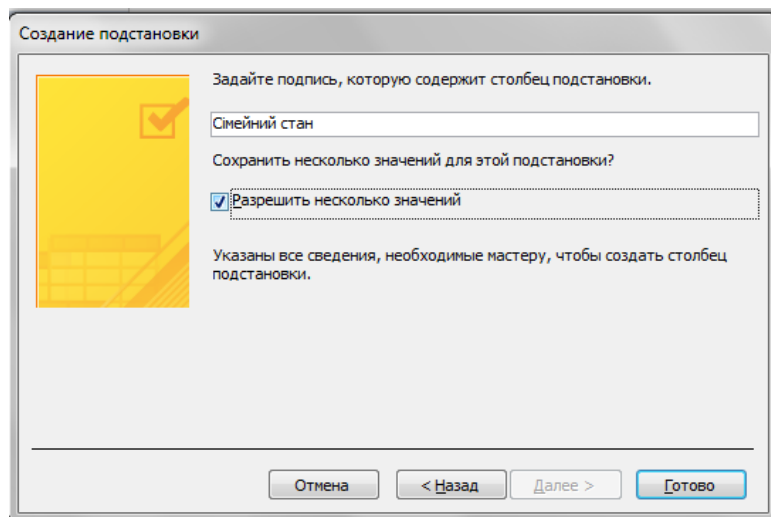 Создание подстановки
Задайте подпись, которую содержит столбец подстановки.
Сімейний стан
Сохранить несколько значений для этой подстановки?
Разрешить несколько значений
Указаны все сведения, необходимые мастеру, чтобы создать столбец
подстановки.
Отмена < Назад Далее > Готово